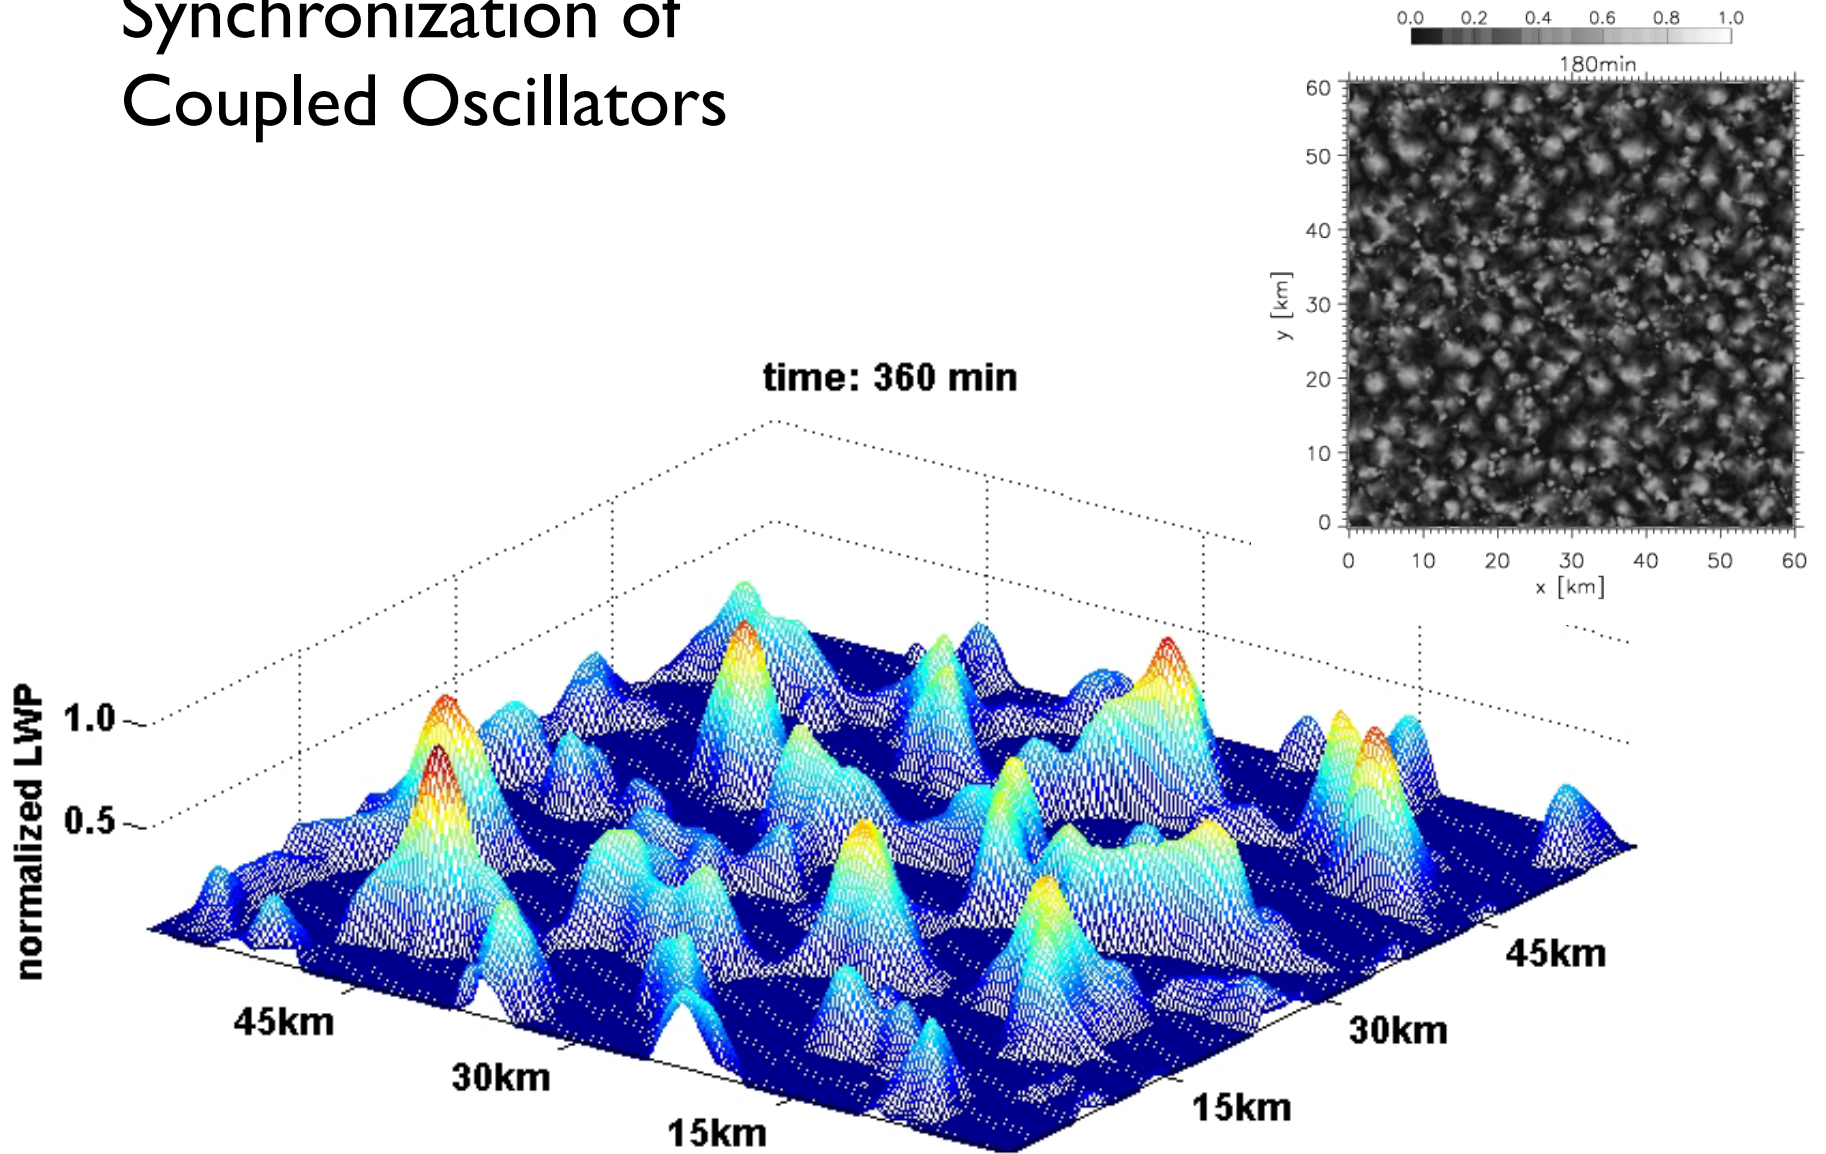 Synchronization of
Coupled Oscillators
0.0 0.2 0.4 0.6 0.8 1.0
180min
60
50
40
30
20
10
0
y [km]
0 10 20 30 40 50 60
x [km]
time: 360 min
normalized LWP
1.0
0.5
45km
30km
15km
45km
30km
15km